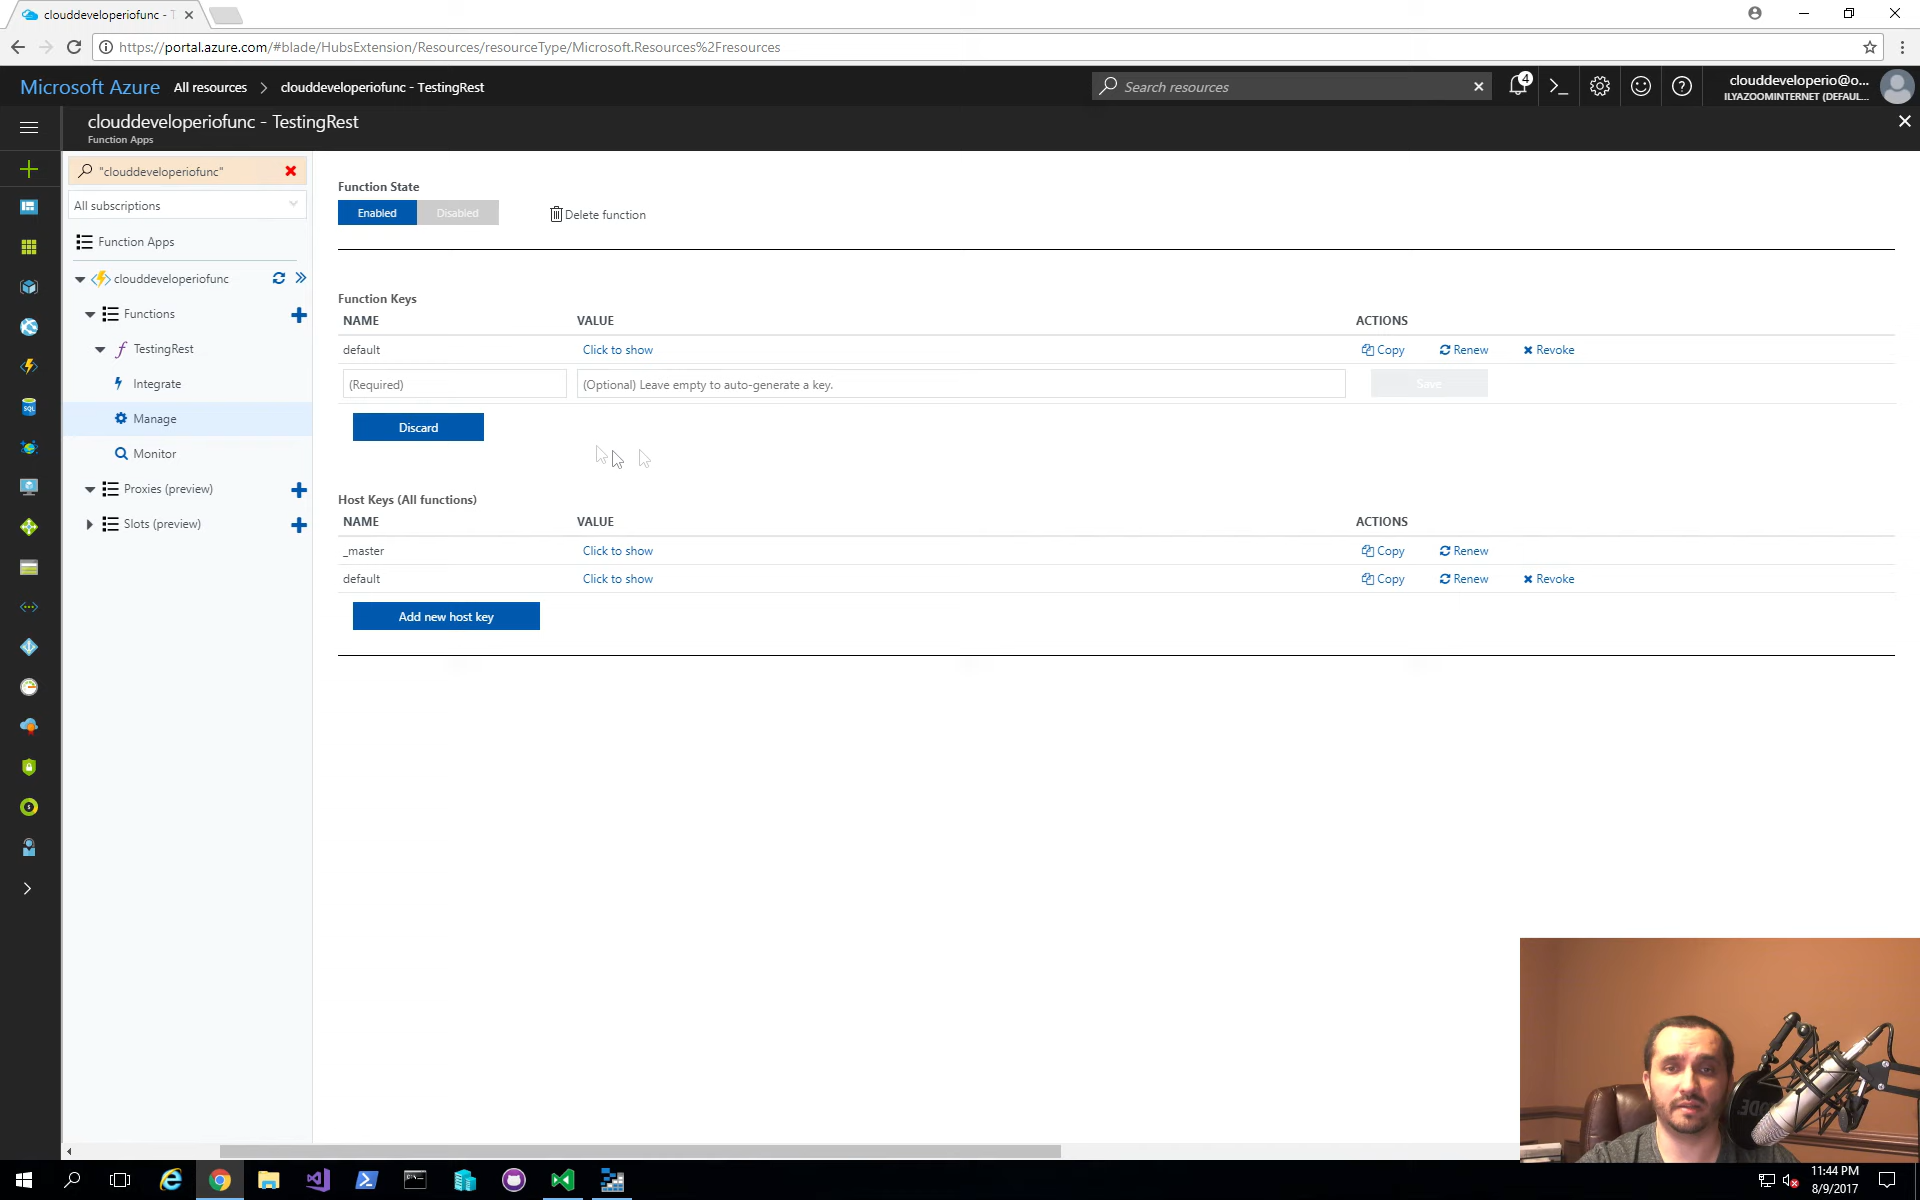 clouddeveloperiofunc - T
https://portal.azure.com/#blade/HubsExtension/Resources/resourceType/Microsoft.Resources%2Fresources
Microsoft Azure All resources > clouddeveloperiofunc - TestingRest
Search resources
4
clouddeveloperio@o...
ILYAZOOMINTERNET (DEFAUL...
clouddeveloperiofunc - TestingRest
Function Apps
"clouddeveloperiofunc"
All subscriptions
Function Apps
clouddeveloperiofunc
Functions
TestingRest
Integrate
Manage
Monitor
Proxies (preview)
Slots (preview)
Function State
Enabled Disabled Delete function
Function Keys
NAME VALUE ACTIONS
default Click to show Copy Renew Revoke
(Required) (Optional) Leave empty to auto-generate a key. Save
Discard
Host Keys (All functions)
NAME VALUE ACTIONS
_master Click to show Copy Renew
default Click to show Copy Renew Revoke
Add new host key
SQL
11:44 PM
8/9/2017